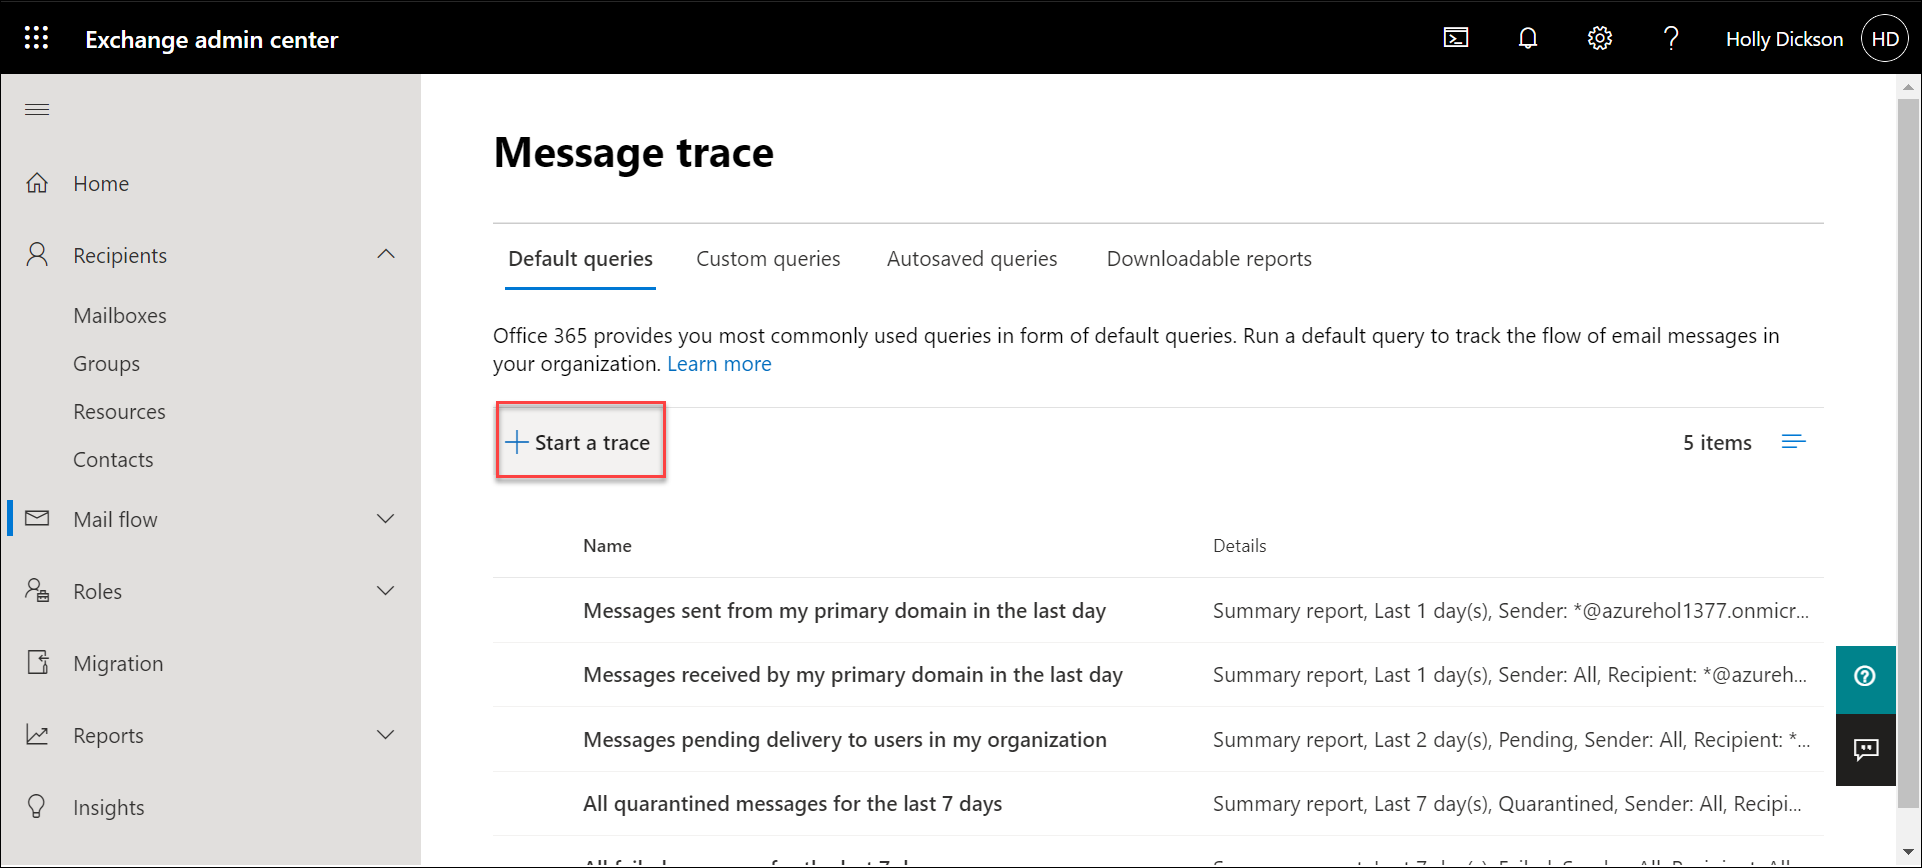 Exchange admin center
Holly Dickson
HD
Home
Recipients
Mailboxes
Groups
Resources
Contacts
Mail flow
Roles
Migration
Reports
Insights
Message trace
Default queries
Custom queries
Autosaved queries
Downloadable reports
Office 365 provides you most commonly used queries in form of default queries. Run a default query to track the flow of email messages in
your organization. Learn more
Start a trace
5 items
Name
Details
Messages sent from my primary domain in the last day
Summary report, Last 1 day(s), Sender: *@azurehol1377.onmicr...
Messages received by my primary domain in the last day
Summary report, Last 1 day(s), Sender: All, Recipient: *@azureh...
Messages pending delivery to users in my organization
Summary report, Last 2 day(s), Pending, Sender: All, Recipient: *...
All quarantined messages for the last 7 days
Summary report, Last 7 day(s), Quarantined, Sender: All, Recipi...